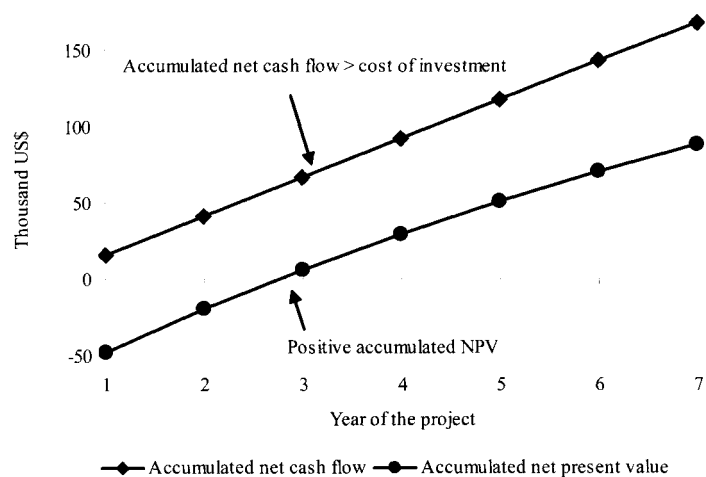 150
Accumulated net cash flow > cost of investment
100
50
0
-50
Thousand US$
Positive accumulated NPV
1 2 3 4 5 6 7
Year of the project
Accumulated net cash flow Accumulated net present value